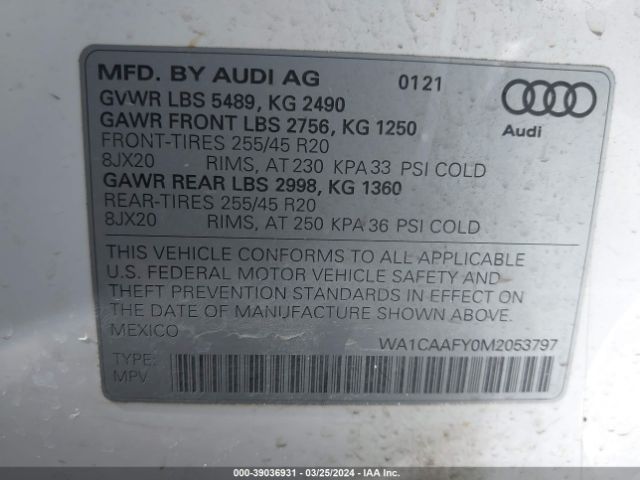 MFD. BY AUDI AG 0121
GVWR LBS 5489, KG 2490
GAWR FRONT LBS 2756, KG 1250
FRONT-TIRES 255/45 R20
8JX20 RIMS, AT 230 KPA 33 PSI COLD
GAWR REAR LBS 2998, KG 1360
REAR-TIRES 255/45 R20
8JX20 RIMS, AT 250 KPA 36 PSI COLD
Audi
THIS VEHICLE CONFORMS TO ALL APPLICABLE
U.S. FEDERAL MOTOR VEHICLE SAFETY AND
THEFT PREVENTION STANDARDS IN EFFECT ON
THE DATE OF MANUFACTURE SHOWN ABOVE.
MEXICO
WA1CAAFY0M2053797
TYPE:
MPV
000-39036931 - 03/25/2024 - IAA Inc.